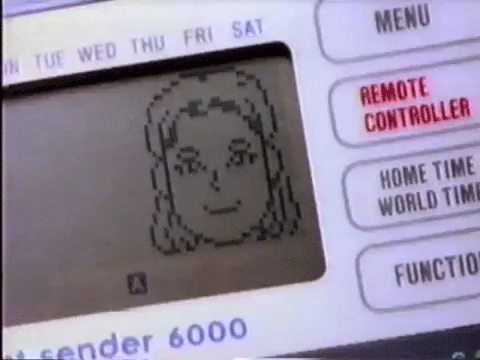 TUE WED THU FRI SAT
MENU
REMOTE
CONTROLLER
HOME TIME
WORLD TIM
FUNCTIO
A
sender 6000